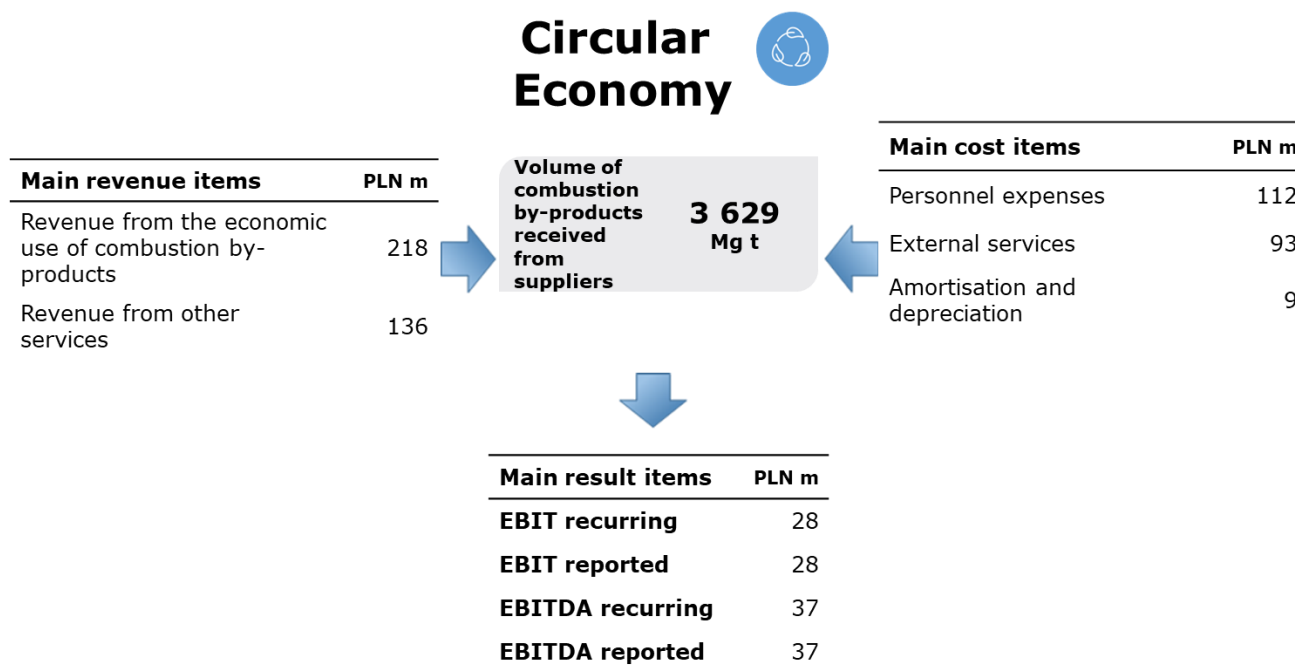 Circular
Economy
Main revenue items PLN m
Revenue from the economic
use of combustion by-
products 218
Revenue from other
services 136
Volume of
combustion
by-products
received
from
suppliers
3 629
Mg t
Main cost items PLN m
Personnel expenses 112
External services 93
Amortisation and
depreciation 9
Main result items PLN m
EBIT recurring 28
EBIT reported 28
EBITDA recurring 37
EBITDA reported 37